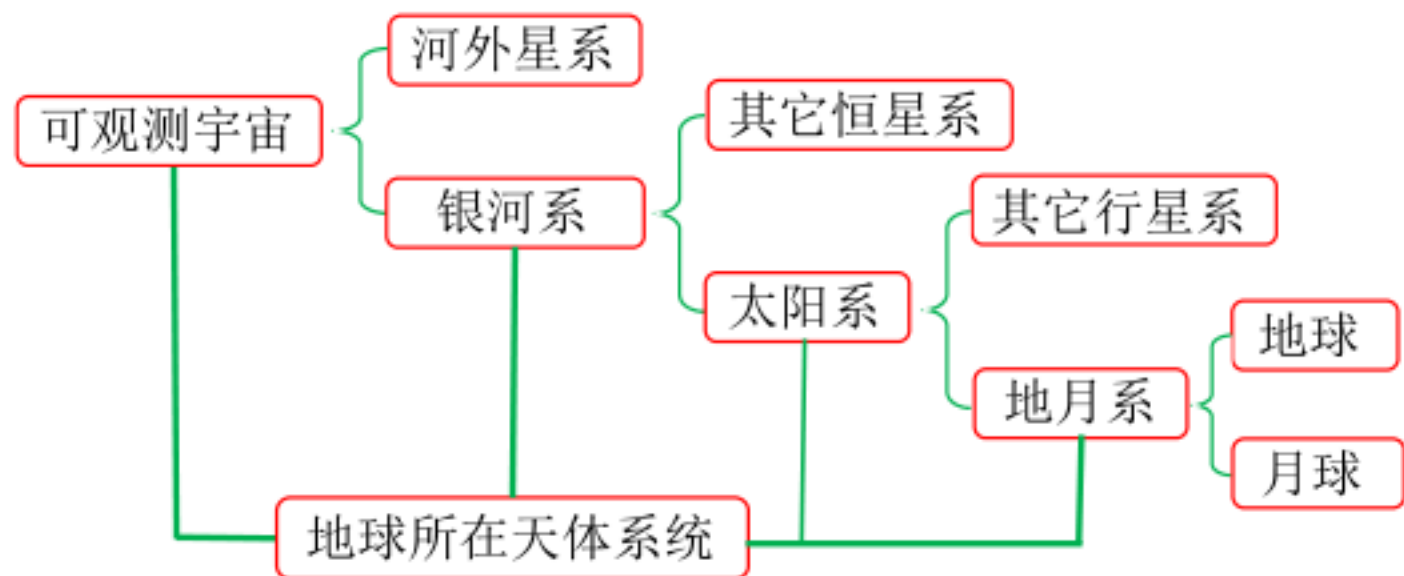 河外星系
可观测宇宙
其它恒星系
银河系
其它行星系
太阳系
地球
地月系
月球
地球所在天体系统